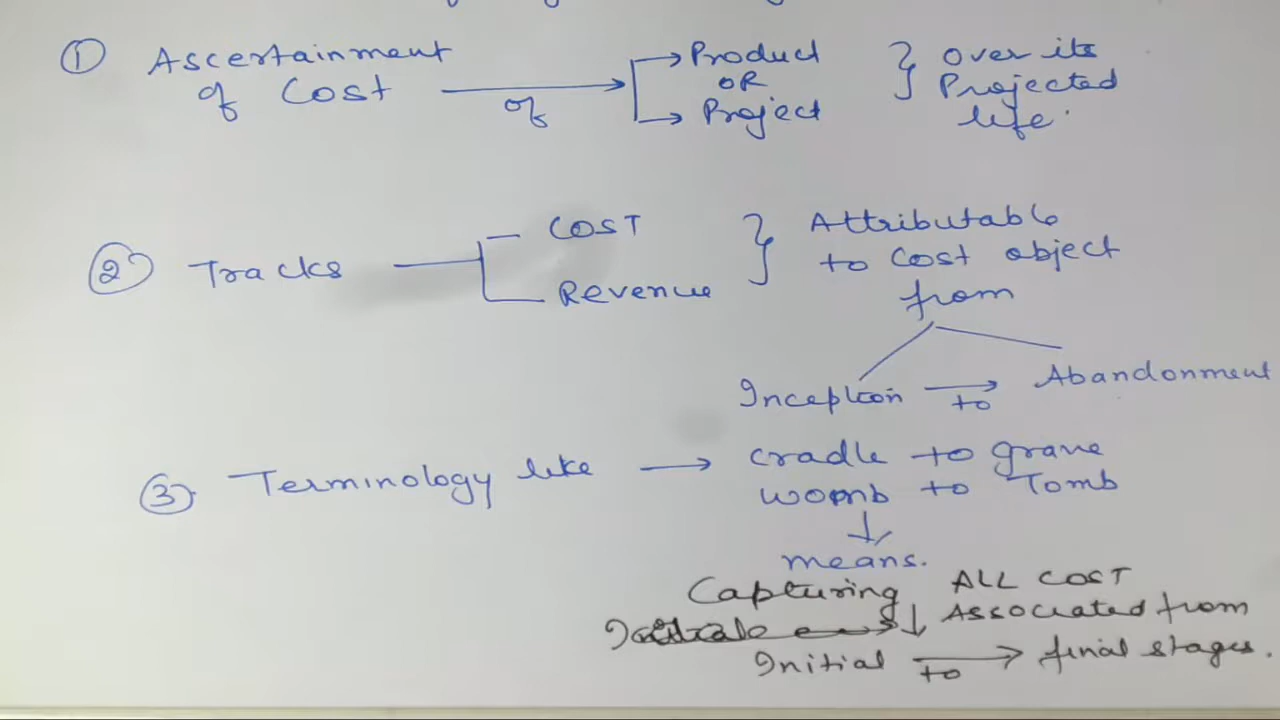 ① Ascertainment
of Cost
of
Product
OR
Project
over its
Projected
life.
② Tracks
COST
Revenue
Attributable
to cost object
from
Inception
to
Abandonment
③ Terminology like
cradle to grave
womb to Tomb
means.
Capturing ALL COST
Associated from
Initial to final stages.